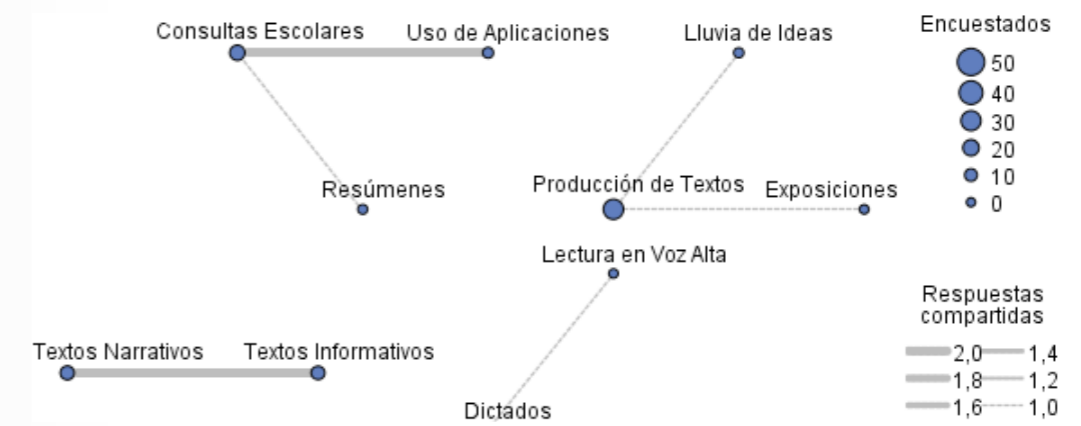 Consultas Escolares
Uso de Aplicaciones
Lluvia de Ideas
Encuestados
50
40
30
20
10
0
Resúmenes
Producción de Textos
Exposiciones
Lectura en Voz Alta
Textos Narrativos
Textos Informativos
Dictados
Respuestas
compartidas
2,0 1,4
1,8 1,2
1,6 1,0